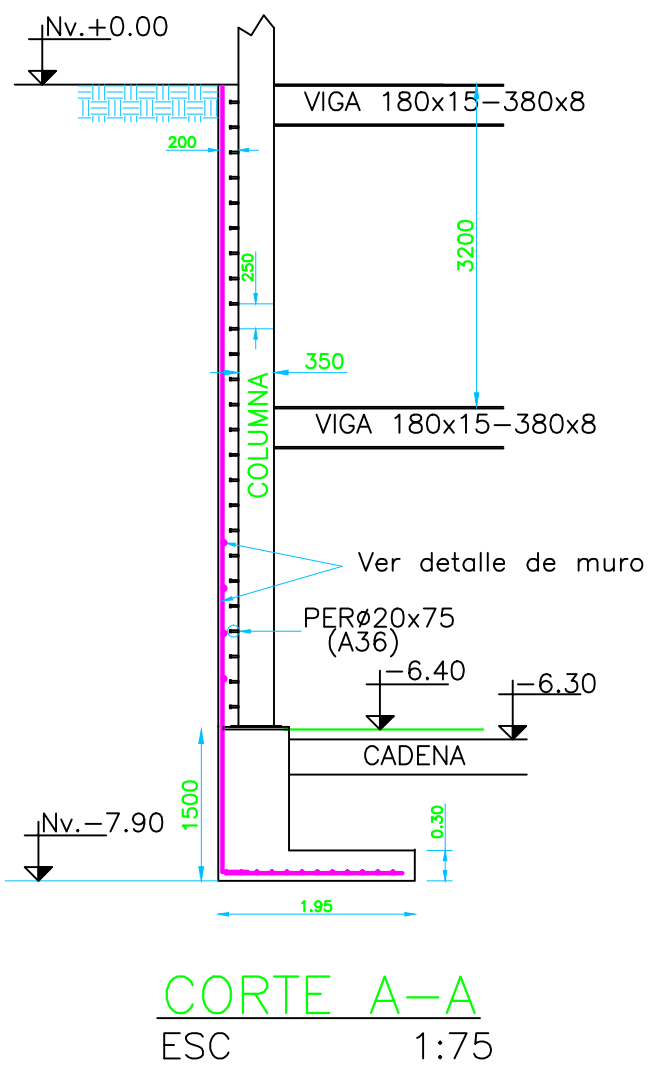 Nv.+0.00
VIGA 180x15-380x8
200
3200
250
350
COLUMNA
VIGA 180x15-380x8
Ver detalle de muro
PERø20x75
(A36)
-6.40
-6.30
CADENA
1500
Nv.-7.90
0.30
1.95
CORTE A-A
ESC 1:75